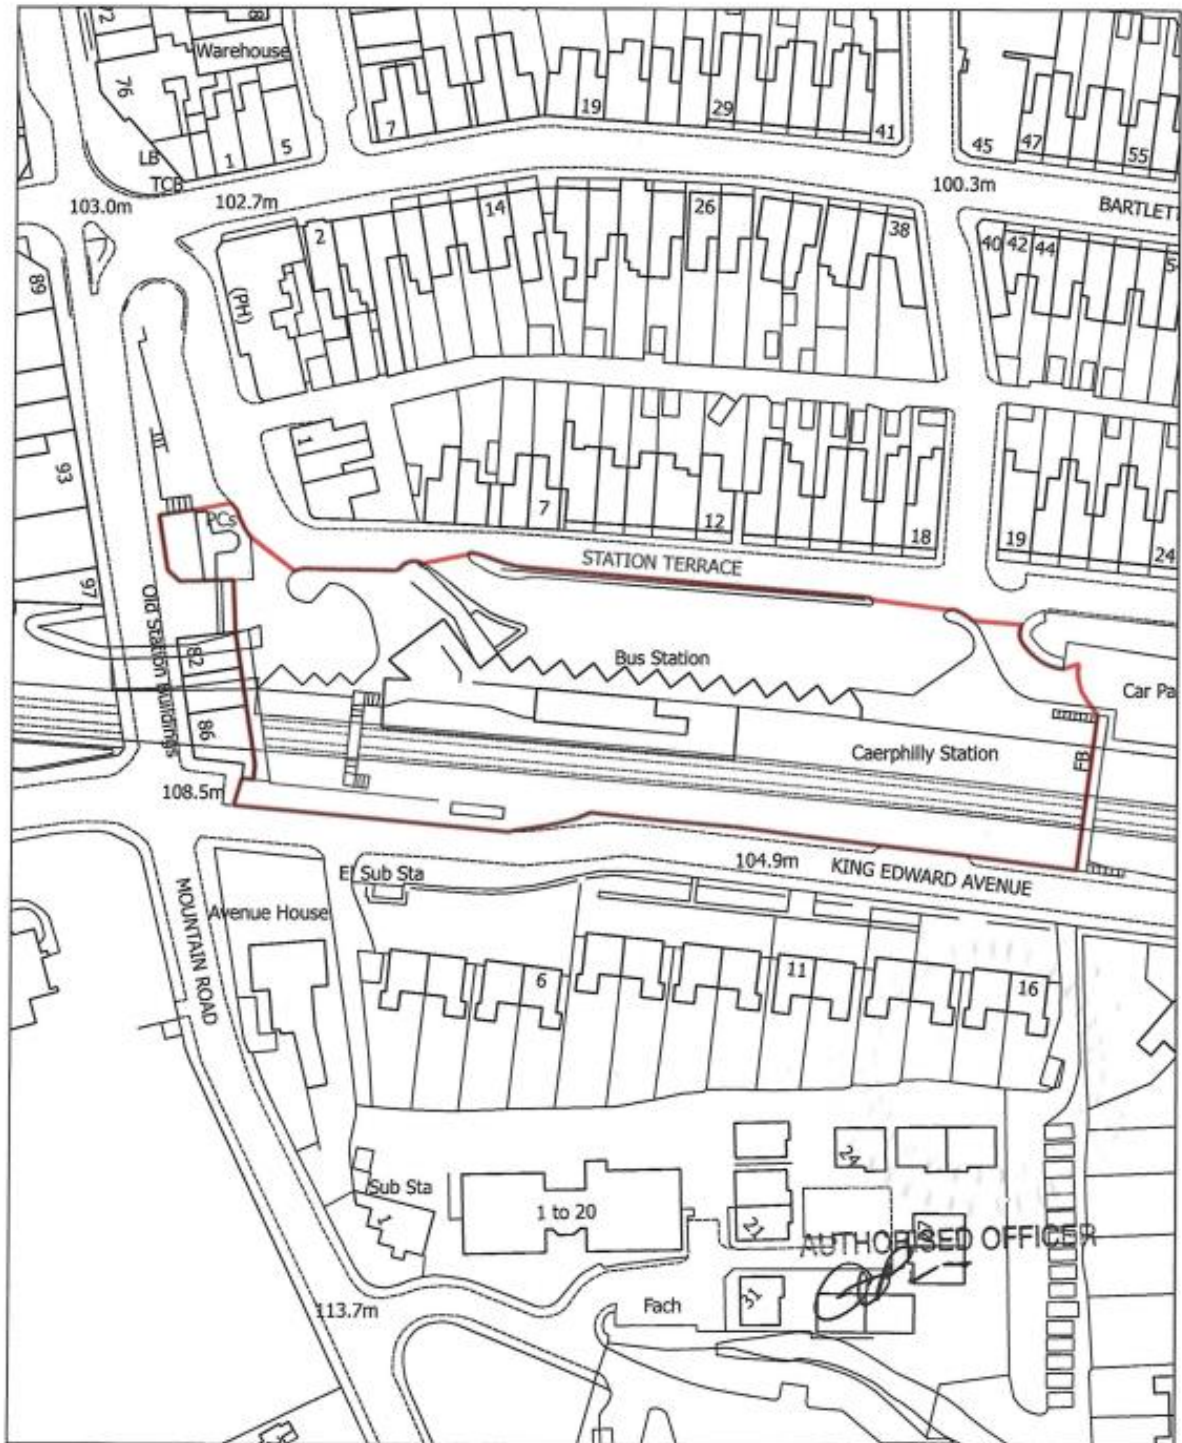 72
8
Warehouse
76
7
19
29
41
45
47
55
LB
1
5
TCB
103.0m
102.7m
100.3m
BARTLETT
2
14
26
38
40
42
44
89
(PH)
93
1
7
12
18
19
24
PCs
STATION TERRACE
97
Old Station Buildings
82
Bus Station
Car Pa
86
Caerphilly Station
FB
108.5m
104.9m
KING EDWARD AVENUE
El Sub Sta
MOUNTAIN ROAD
Avenue House
6
11
16
24
Sub Sta
1
1 to 20
21
AUTHORISED OFFICER
31
Fach
113.7m